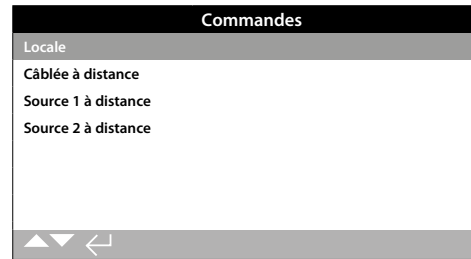 Commandes
Locale
Câblée à distance
Source 1 à distance
Source 2 à distance